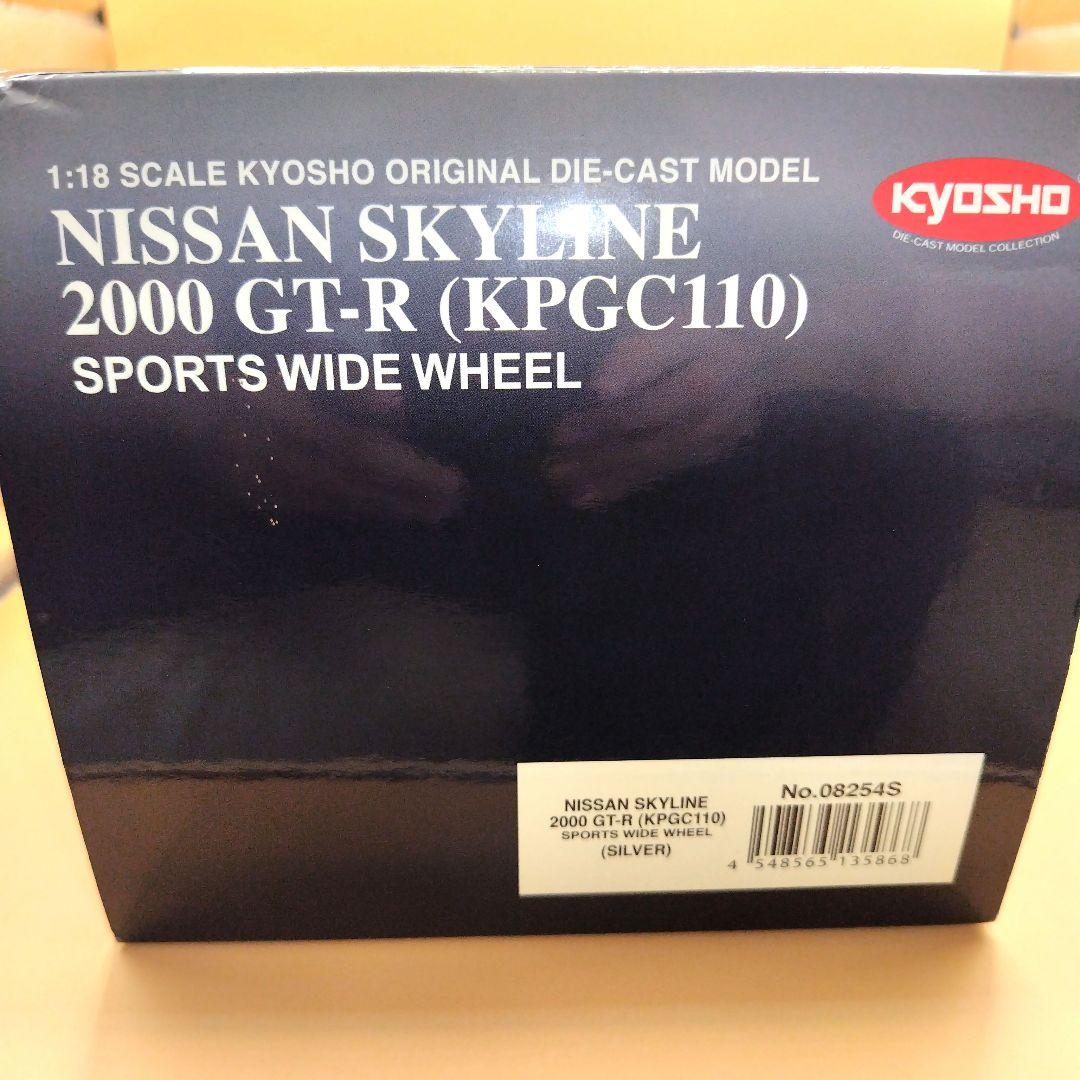 1:18 SCALE KYOSHO ORIGINAL DIE-CAST MODEL
NISSAN SKYLINE
2000 GT-R (KPGC110)
SPORTS WIDE WHEEL
KYOSHO
DIE-CAST MODEL COLLECTION
NISSAN SKYLINE
2000 GT-R (KPGC110)
SPORTS WIDE WHEEL
(SILVER)
No.08254S
4 548565 135868